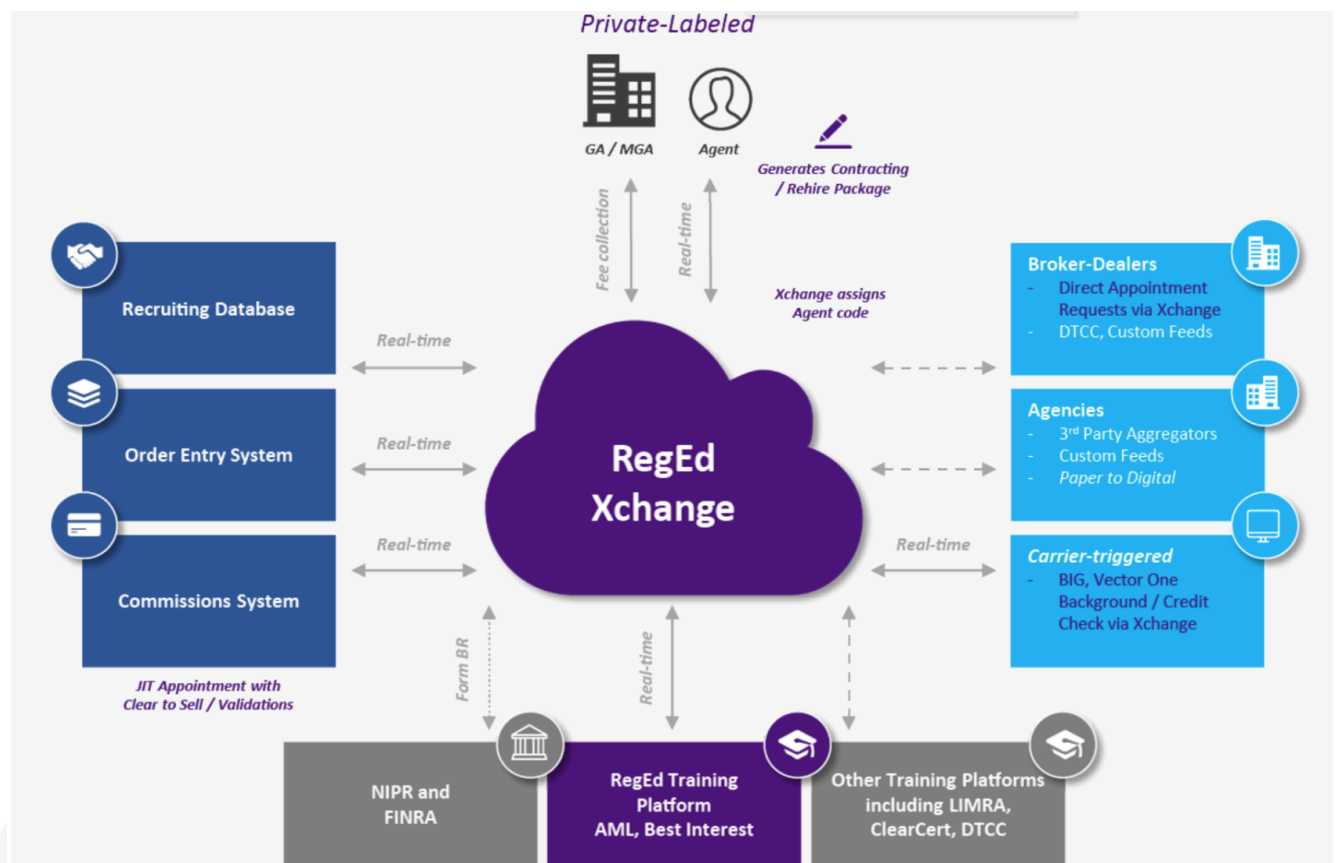 Private-Labeled
GA / MGA
Agent
Generates Contracting
/ Rehire Package
Fee collection
Real-time
Xchange assigns
Agent code
Recruiting Database
Order Entry System
Commissions System
Real-time
Real-time
Real-time
JIT Appointment with
Clear to Sell / Validations
RegEd
Xchange
Broker-Dealers
- Direct Appointment
Requests via Xchange
- DTCC, Custom Feeds
Agencies
- 3rd Party Aggregators
- Custom Feeds
- Paper to Digital
Real-time
Carrier-triggered
- BIG, Vector One
Background / Credit
Check via Xchange
Form BR
Real-time
NIPR and
FINRA
RegEd Training
Platform
AML, Best Interest
Other Training Platforms
including LIMRA,
ClearCert, DTCC